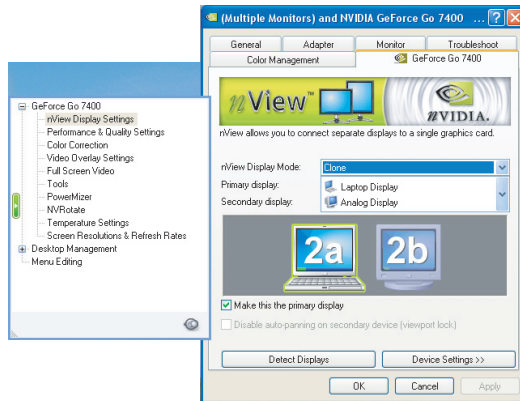 (Multiple Monitors) and NVIDIA GeForce Go 7400 ...
General
Adapter
Monitor
Troubleshoot
Color Management
GeForce Go 7400
GeForce Go 7400
nView Display Settings
Performance & Quality Settings
Color Correction
Video Overlay Settings
Full Screen Video
Tools
PowerMizer
NVRotate
Temperature Settings
Screen Resolutions & Refresh Rates
Desktop Management
Menu Editing
nView™
nVIDIA.
nView allows you to connect separate displays to a single graphics card.
nView Display Mode:
Clone
Primary display:
Laptop Display
Secondary display:
Analog Display
2a
2b
Make this the primary display
Disable auto-panning on secondary device (viewport lock)
Detect Displays
Device Settings >>
OK
Cancel
Apply